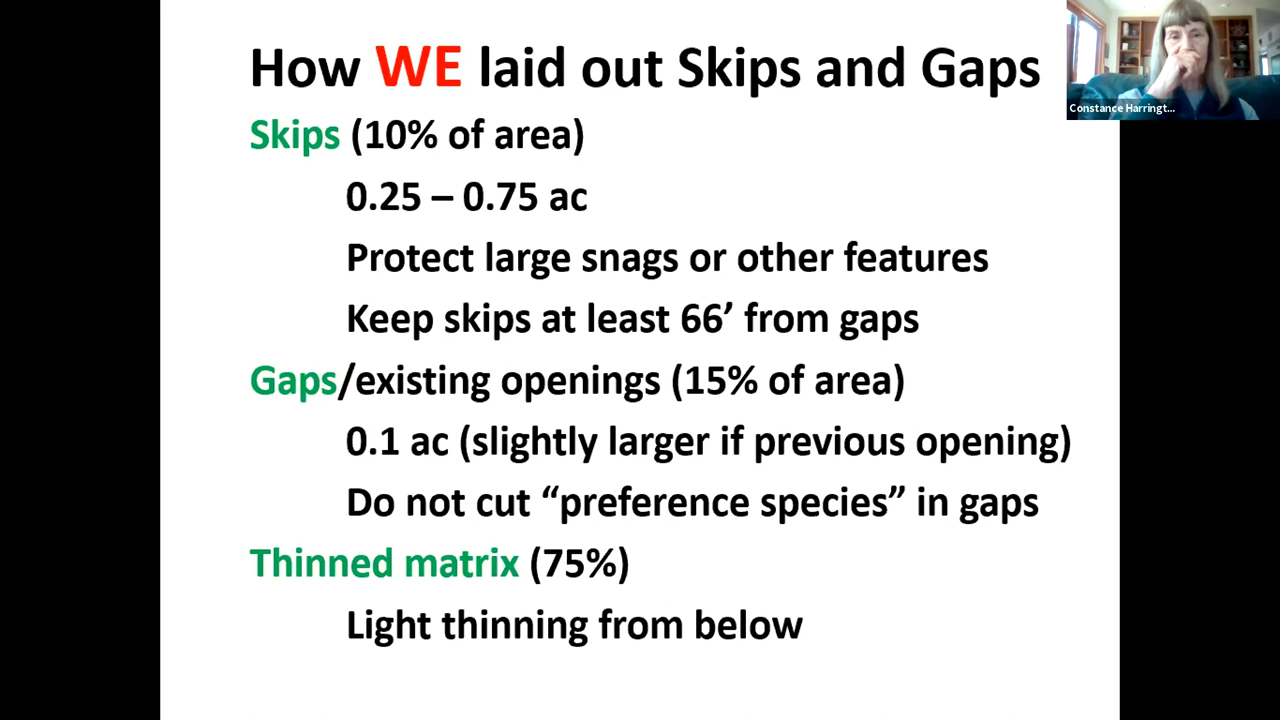 How WE laid out Skips and Gaps
Constance Harringt...
Skips (10% of area)
0.25 – 0.75 ac
Protect large snags or other features
Keep skips at least 66’ from gaps
Gaps/existing openings (15% of area)
0.1 ac (slightly larger if previous opening)
Do not cut “preference species” in gaps
Thinned matrix (75%)
Light thinning from below